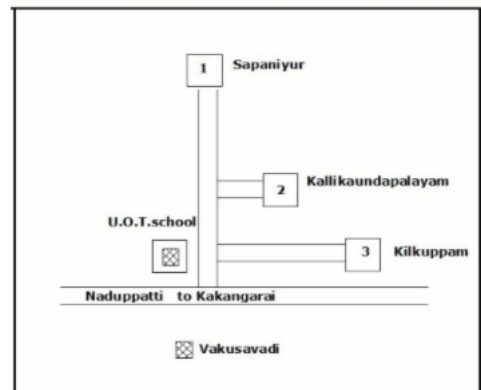 1 Sapaniyur
2 Kallikaundapalayam
U.O.T.school
3 Kilkuppam
Naduppatti to Kakangarai
Vakusavadi